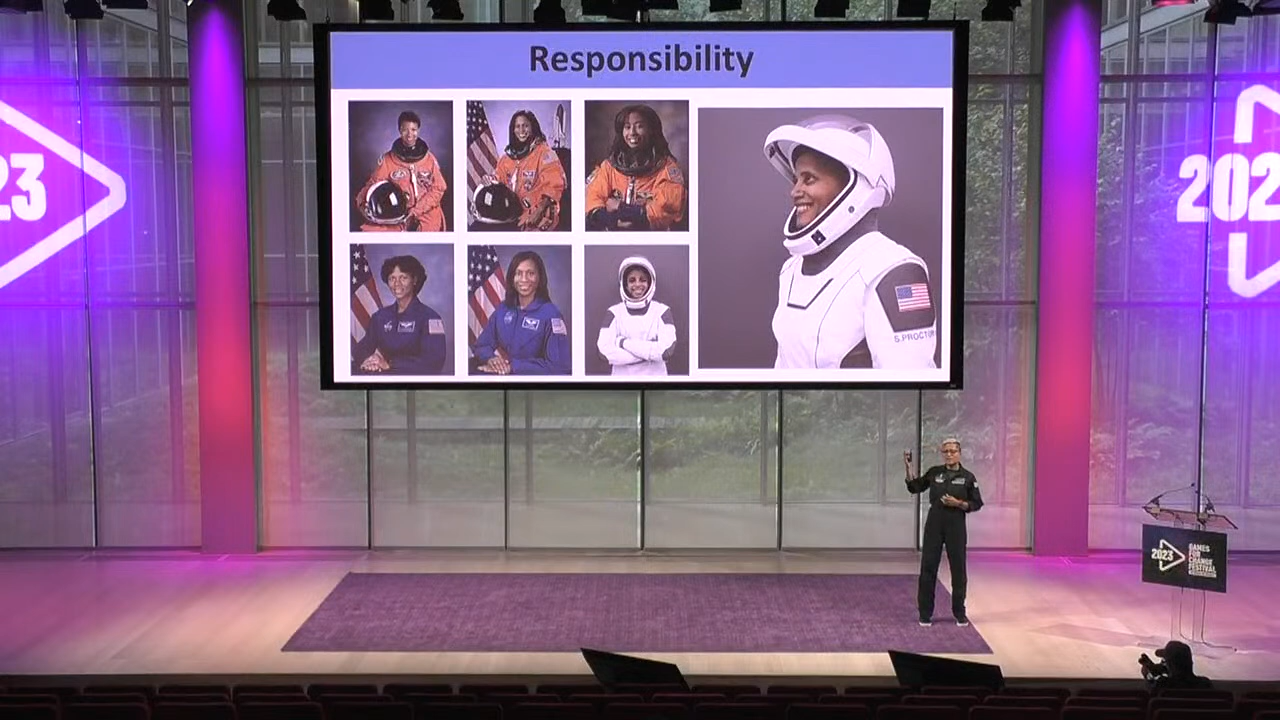 Responsibility
23
202
S.PROCTOR
2023
GAMES
FOR
CHANGE
FESTIVAL